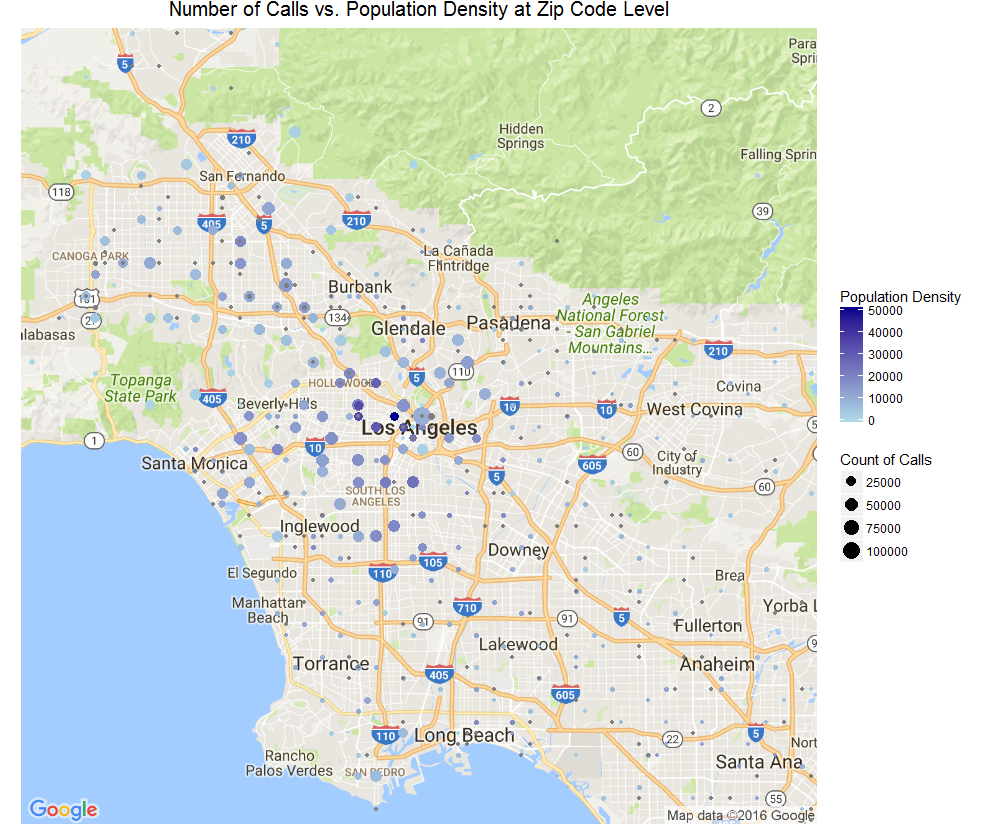 Number of Calls vs. Population Density at Zip Code Level
Para
Spri
5
2
210
Hidden
Springs
Falling Sprin
San Fernando
118
39
405
5
210
CANOGA PARK
La Cañada
Flintridge
101
Burbank
Angeles
National Forest
- San Gabriel
Mountains...
134
Glendale
Pasadena
alabasas
210
110
Topanga
State Park
HOLLYWOOD
5
Covina
405
Beverly Hills
10
10
West Covina
Los Angeles
1
10
60
Santa Monica
605
City of
Industry
5
60
SOUTH LOS
ANGELES
Inglewood
Downey
105
El Segundo
110
Brea
Manhattan
Beach
710
Yorba L
91
91
5
Fullerton
Lakewood
Torrance
Anaheim
405
605
110
Long Beach
22
5
Nort
Rancho
Palos Verdes
SAN PEDRO
Santa Ana
55
Google
Map data ©2016 Google
Population Density
50000
40000
30000
20000
10000
0
Count of Calls
25000
50000
75000
100000